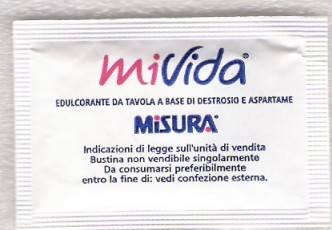 miVida®
EDULCORANTE DA TAVOLA A BASE DI DESTROSIO E ASPARTAME
MiSURA®
Indicazioni di legge sull'unità di vendita
Bustina non vendibile singolarmente
Da consumarsi preferibilmente
entro la fine di: vedi confezione esterna.